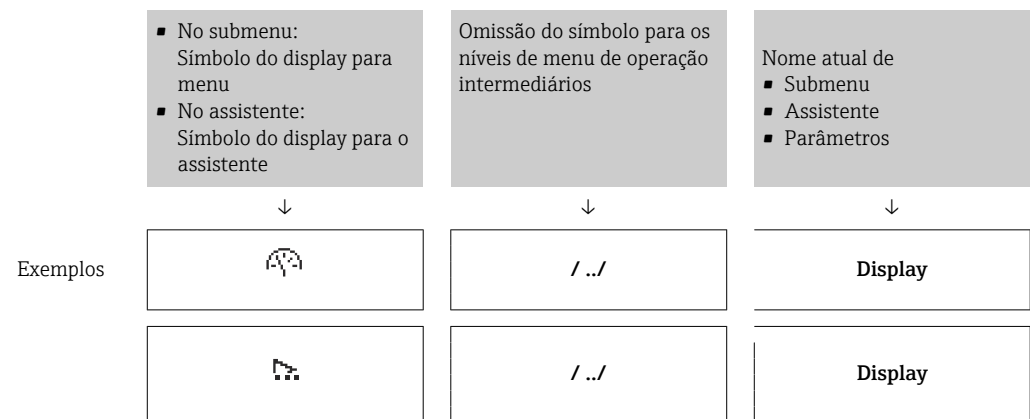 ▪ No submenu:
Símbolo do display para
menu
▪ No assistente:
Símbolo do display para o
assistente
Omissão do símbolo para os
níveis de menu de operação
intermediários
Nome atual de
▪ Submenu
▪ Assistente
▪ Parâmetros
↓ ↓ ↓
Exemplos
/ ../
Display
/ ../
Display